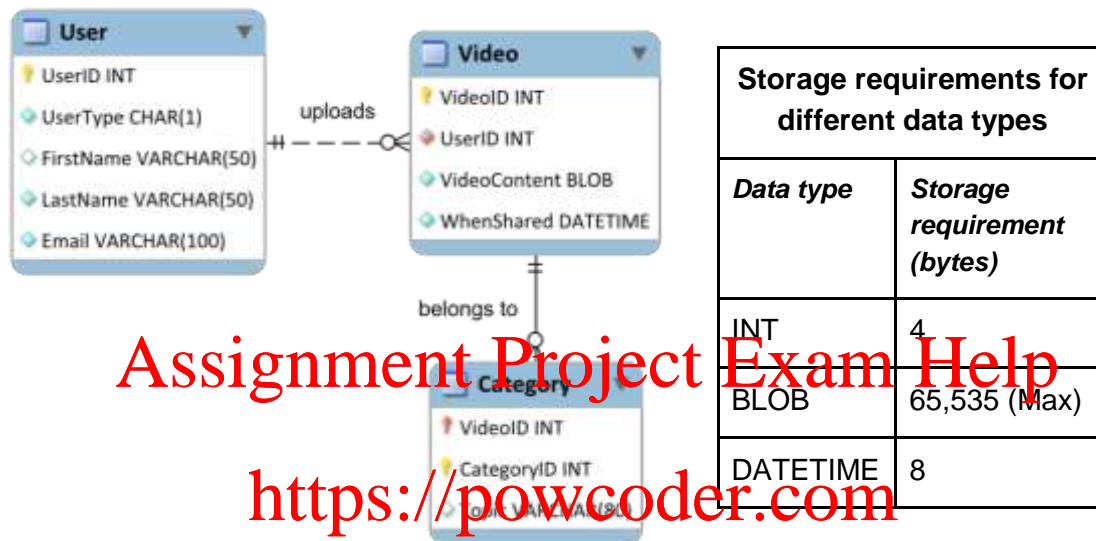 User
UserID INT
UserType CHAR(1)
FirstName VARCHAR(50)
LastName VARCHAR(50)
Email VARCHAR(100)
uploads
Video
VideoID INT
UserID INT
VideoContent BLOB
WhenShared DATETIME
belongs to
Category
VideoID INT
CategoryID INT
Topic VARCHAR(80)
Storage requirements for
different data types
Data type
Storage
requirement
(bytes)
INT
4
BLOB
65,535 (Max)
DATETIME
8
Assignment Project Exam Help
https://powcoder.com